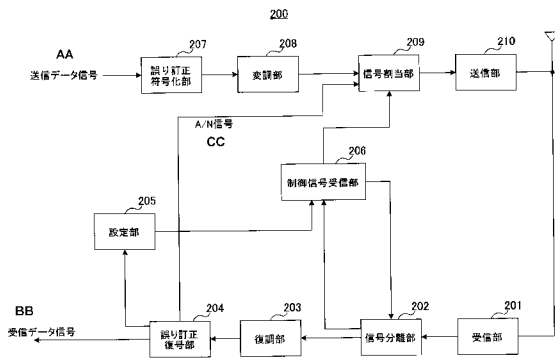 200
AA
送信データ信号
207
誤り訂正
符号化部
208
変調部
209
信号割当部
210
送信部
A/N信号
CC
206
制御信号受信部
205
設定部
BB
受信データ信号
204
誤り訂正
復号部
203
復調部
202
信号分離部
201
受信部